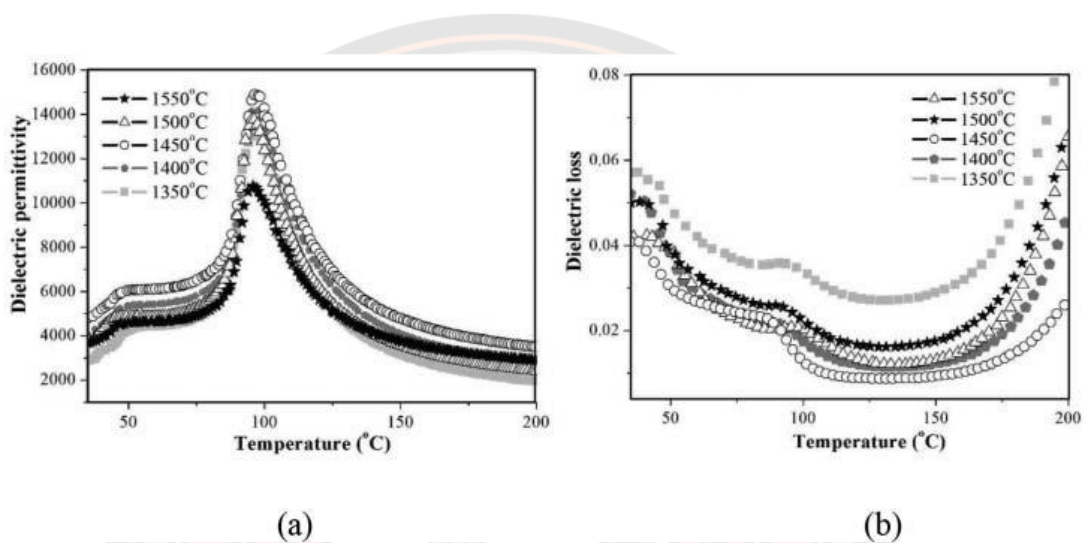 16000
14000
12000
10000
8000
6000
4000
2000
50
100
150
200
Dielectric permittivity
Temperature (°C)
1550°C
1500°C
1450°C
1400°C
1350°C
0.08
0.06
0.04
0.02
50
100
150
200
Dielectric loss
Temperature (°C)
1550°C
1500°C
1450°C
1400°C
1350°C
(a)
(b)